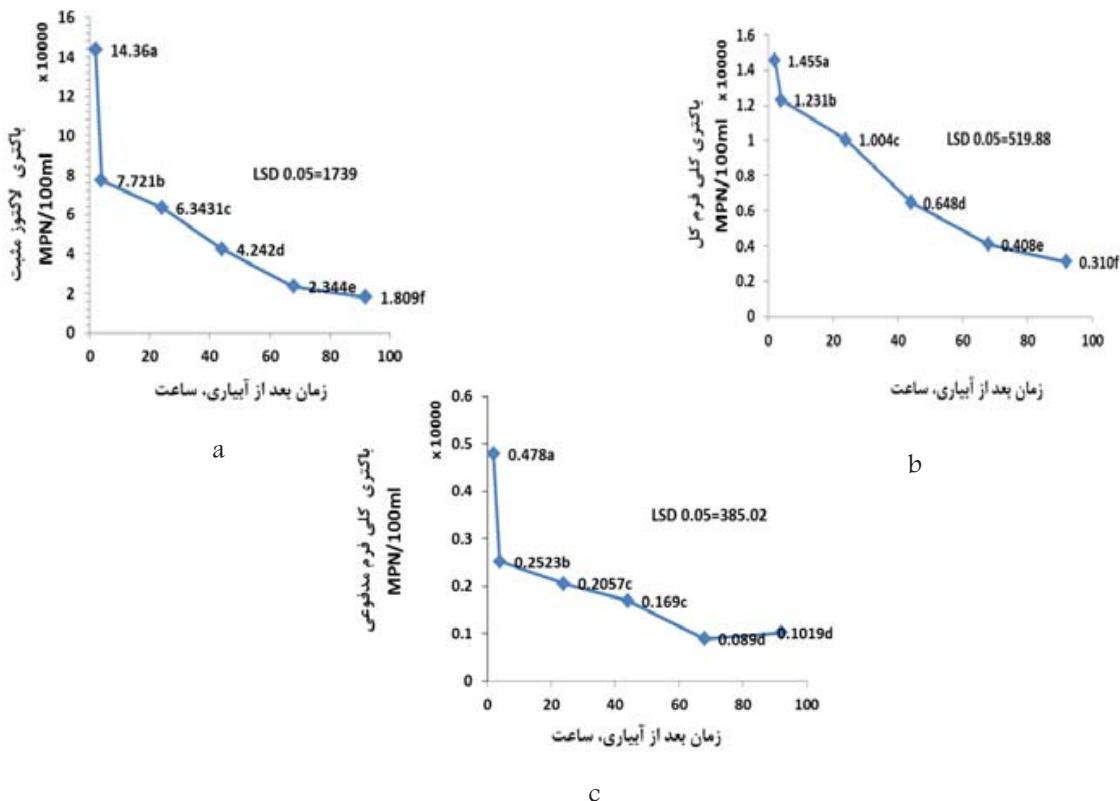 باکتری لاکتوز مثبت
MPN/100ml
x 10000
16
14
12
10
8
6
4
2
0
14.36a
7.721b
6.3431c
4.242d
2.344e
1.809f
LSD 0.05=1739
0 20 40 60 80 100
زمان بعد از آبیاری، ساعت
a
باکتری کلی فرم کل
MPN/100ml x 10000
1.6
1.4
1.2
1
0.8
0.6
0.4
0.2
0
1.455a
1.231b
1.004c
0.648d
0.408e
0.310f
LSD 0.05=519.88
0 20 40 60 80 100
زمان بعد از آبیاری، ساعت
b
باکتری کلی فرم مدفوعی
MPN/100ml
x 10000
0.6
0.5
0.4
0.3
0.2
0.1
0
0.478a
0.2523b
0.2057c
0.169c
0.089d
0.1019d
LSD 0.05=385.02
0 20 40 60 80 100
زمان بعد از آبیاری، ساعت
c